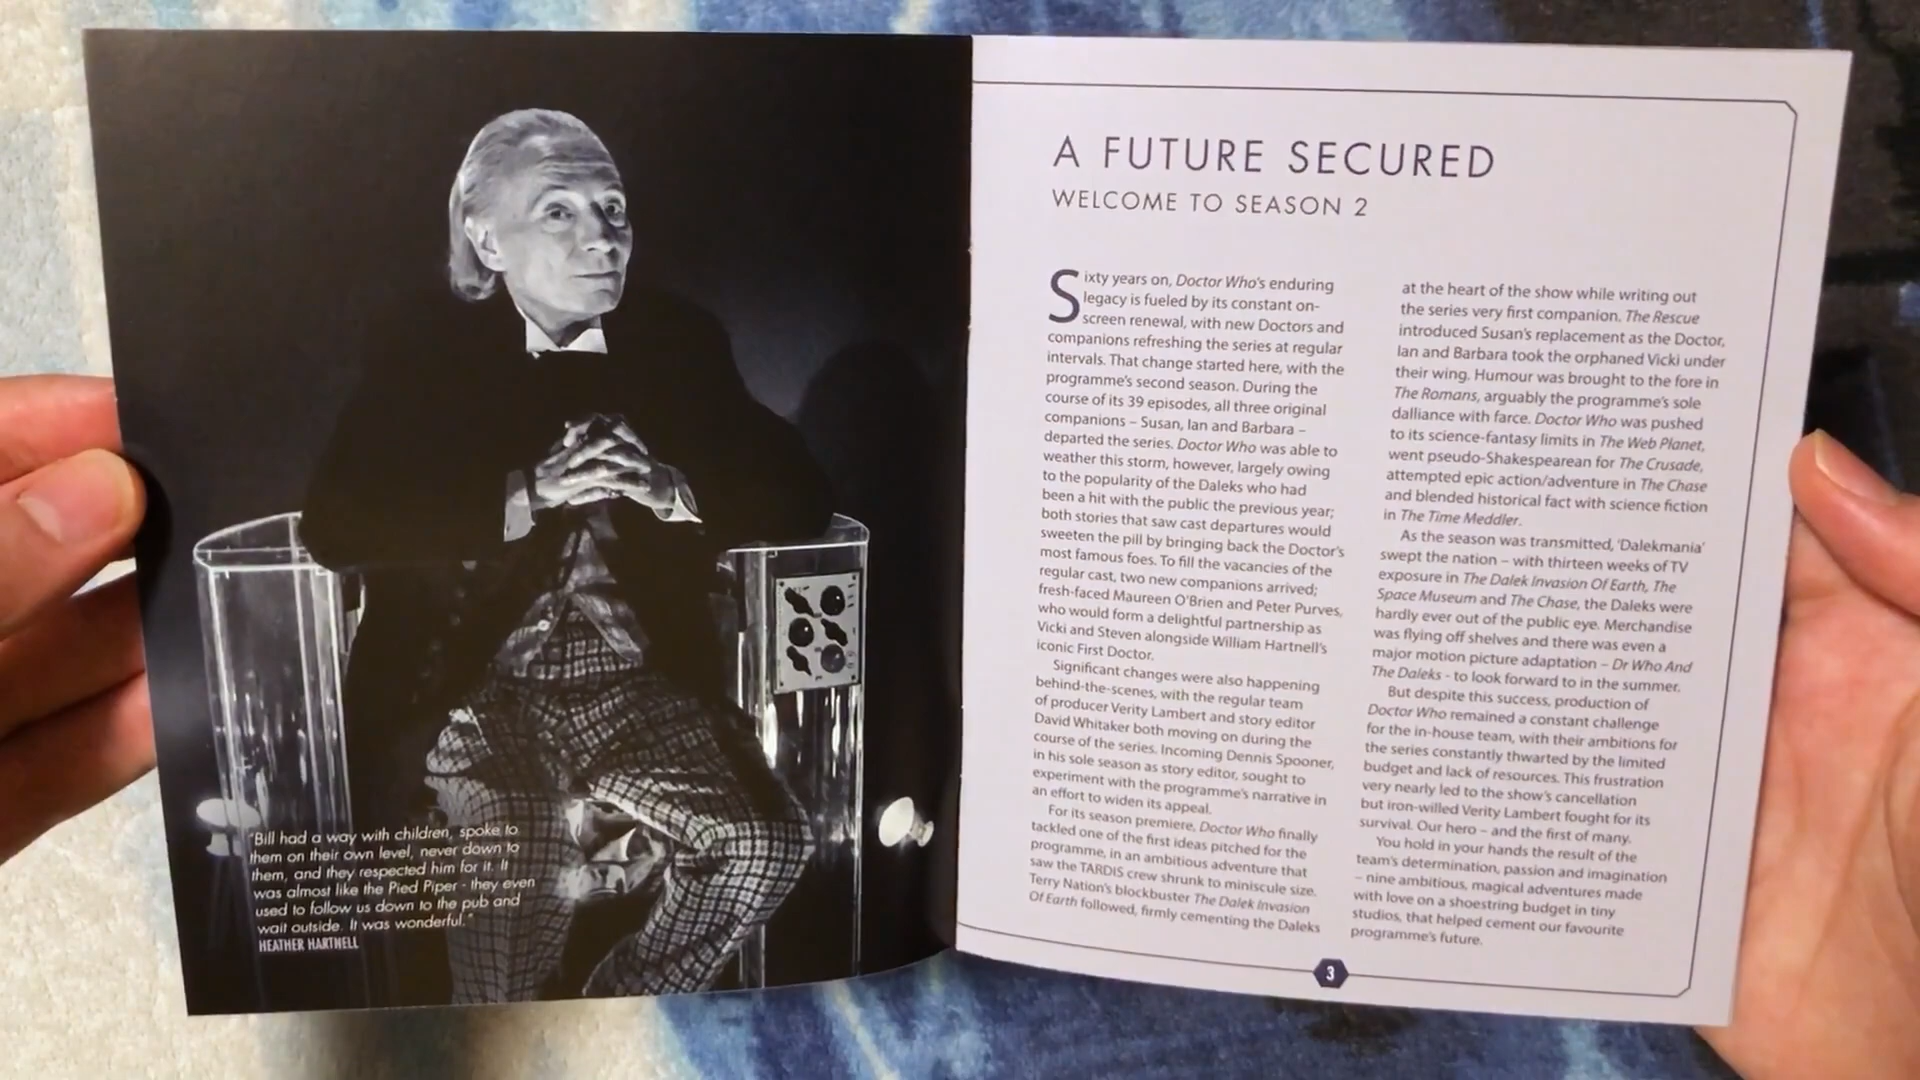 "Bill had a way with children, spoke to
them on their own level, never down to
them, and they respected him for it. It
was almost like the Pied Piper - they even
used to follow us down to the pub and
wait outside. It was wonderful."
HEATHER HARTNELL
A FUTURE SECURED
WELCOME TO SEASON 2
Sixty years on, Doctor Who's enduring
legacy is fueled by its constant on-
screen renewal, with new Doctors and
companions refreshing the series at regular
intervals. That change started here, with the
programme's second season. During the
course of its 39 episodes, all three original
companions – Susan, Ian and Barbara –
departed the series. Doctor Who was able to
weather this storm, however, largely owing
to the popularity of the Daleks who had
been a hit with the public the previous year;
both stories that saw cast departures would
sweeten the pill by bringing back the Doctor's
most famous foes. To fill the vacancies of the
regular cast, two new companions arrived;
fresh-faced Maureen O'Brien and Peter Purves,
who would form a delightful partnership as
Vicki and Steven alongside William Hartnell's
iconic First Doctor.
Significant changes were also happening
behind-the-scenes, with the regular team
of producer Verity Lambert and story editor
David Whitaker both moving on during the
course of the series. Incoming Dennis Spooner,
in his sole season as story editor, sought to
experiment with the programme's narrative in
an effort to widen its appeal.
For its season premiere, Doctor Who finally
tackled one of the first ideas pitched for the
programme, in an ambitious adventure that
saw the TARDIS crew shrunk to miniscule size.
Terry Nation's blockbuster The Dalek Invasion
Of Earth followed, firmly cementing the Daleks
at the heart of the show while writing out
the series very first companion. The Rescue
introduced Susan's replacement as the Doctor,
Ian and Barbara took the orphaned Vicki under
their wing. Humour was brought to the fore in
The Romans, arguably the programme's sole
dalliance with farce. Doctor Who was pushed
to its science-fantasy limits in The Web Planet,
went pseudo-Shakespearean for The Crusade,
attempted epic action/adventure in The Chase
and blended historical fact with science fiction
in The Time Meddler.
As the season was transmitted, 'Dalekmania'
swept the nation – with thirteen weeks of TV
exposure in The Dalek Invasion Of Earth, The
Space Museum and The Chase, the Daleks were
hardly ever out of the public eye. Merchandise
was flying off shelves and there was even a
major motion picture adaptation – Dr Who And
The Daleks - to look forward to in the summer.
But despite this success, production of
Doctor Who remained a constant challenge
for the in-house team, with their ambitions for
the series constantly thwarted by the limited
budget and lack of resources. This frustration
very nearly led to the show's cancellation
but iron-willed Verity Lambert fought for its
survival. Our hero – and the first of many.
You hold in your hands the result of the
team's determination, passion and imagination
– nine ambitious, magical adventures made
with love on a shoestring budget in tiny
studios, that helped cement our favourite
programme's future.
3